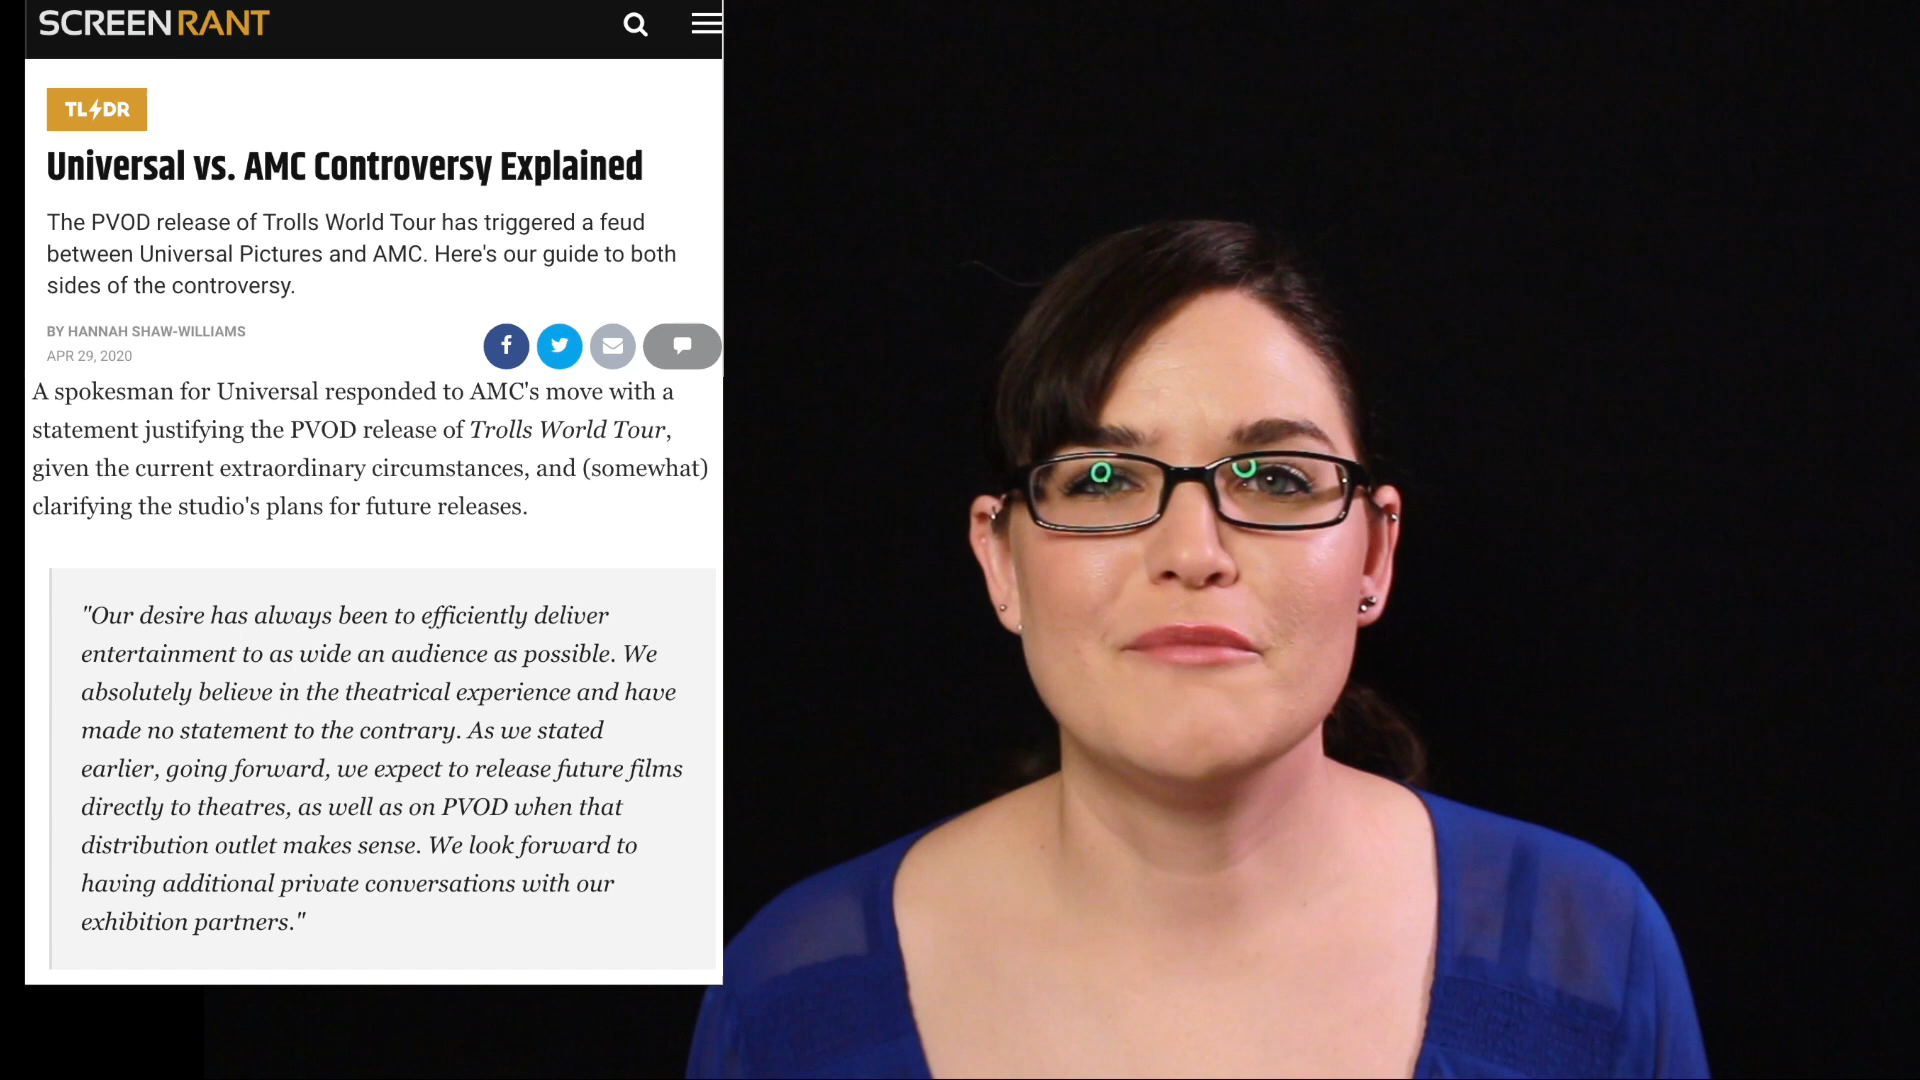 SCREENRANT
TL DR
Universal vs. AMC Controversy Explained
The PVOD release of Trolls World Tour has triggered a feud
between Universal Pictures and AMC. Here's our guide to both
sides of the controversy.
BY HANNAH SHAW-WILLIAMS
APR 29, 2020
A spokesman for Universal responded to AMC's move with a
statement justifying the PVOD release of Trolls World Tour,
given the current extraordinary circumstances, and (somewhat)
clarifying the studio's plans for future releases.
"Our desire has always been to efficiently deliver
entertainment to as wide an audience as possible. We
absolutely believe in the theatrical experience and have
made no statement to the contrary. As we stated
earlier, going forward, we expect to release future films
directly to theatres, as well as on PVOD when that
distribution outlet makes sense. We look forward to
having additional private conversations with our
exhibition partners."